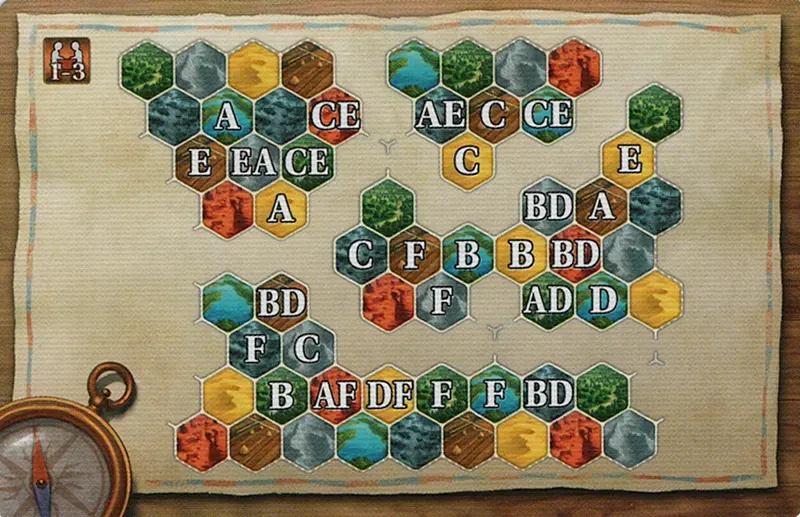 1-3
A CE AE C CE
E EA CE C E
A BD A
C F B B BD
BD F AD D
F C
B AF DF F F BD